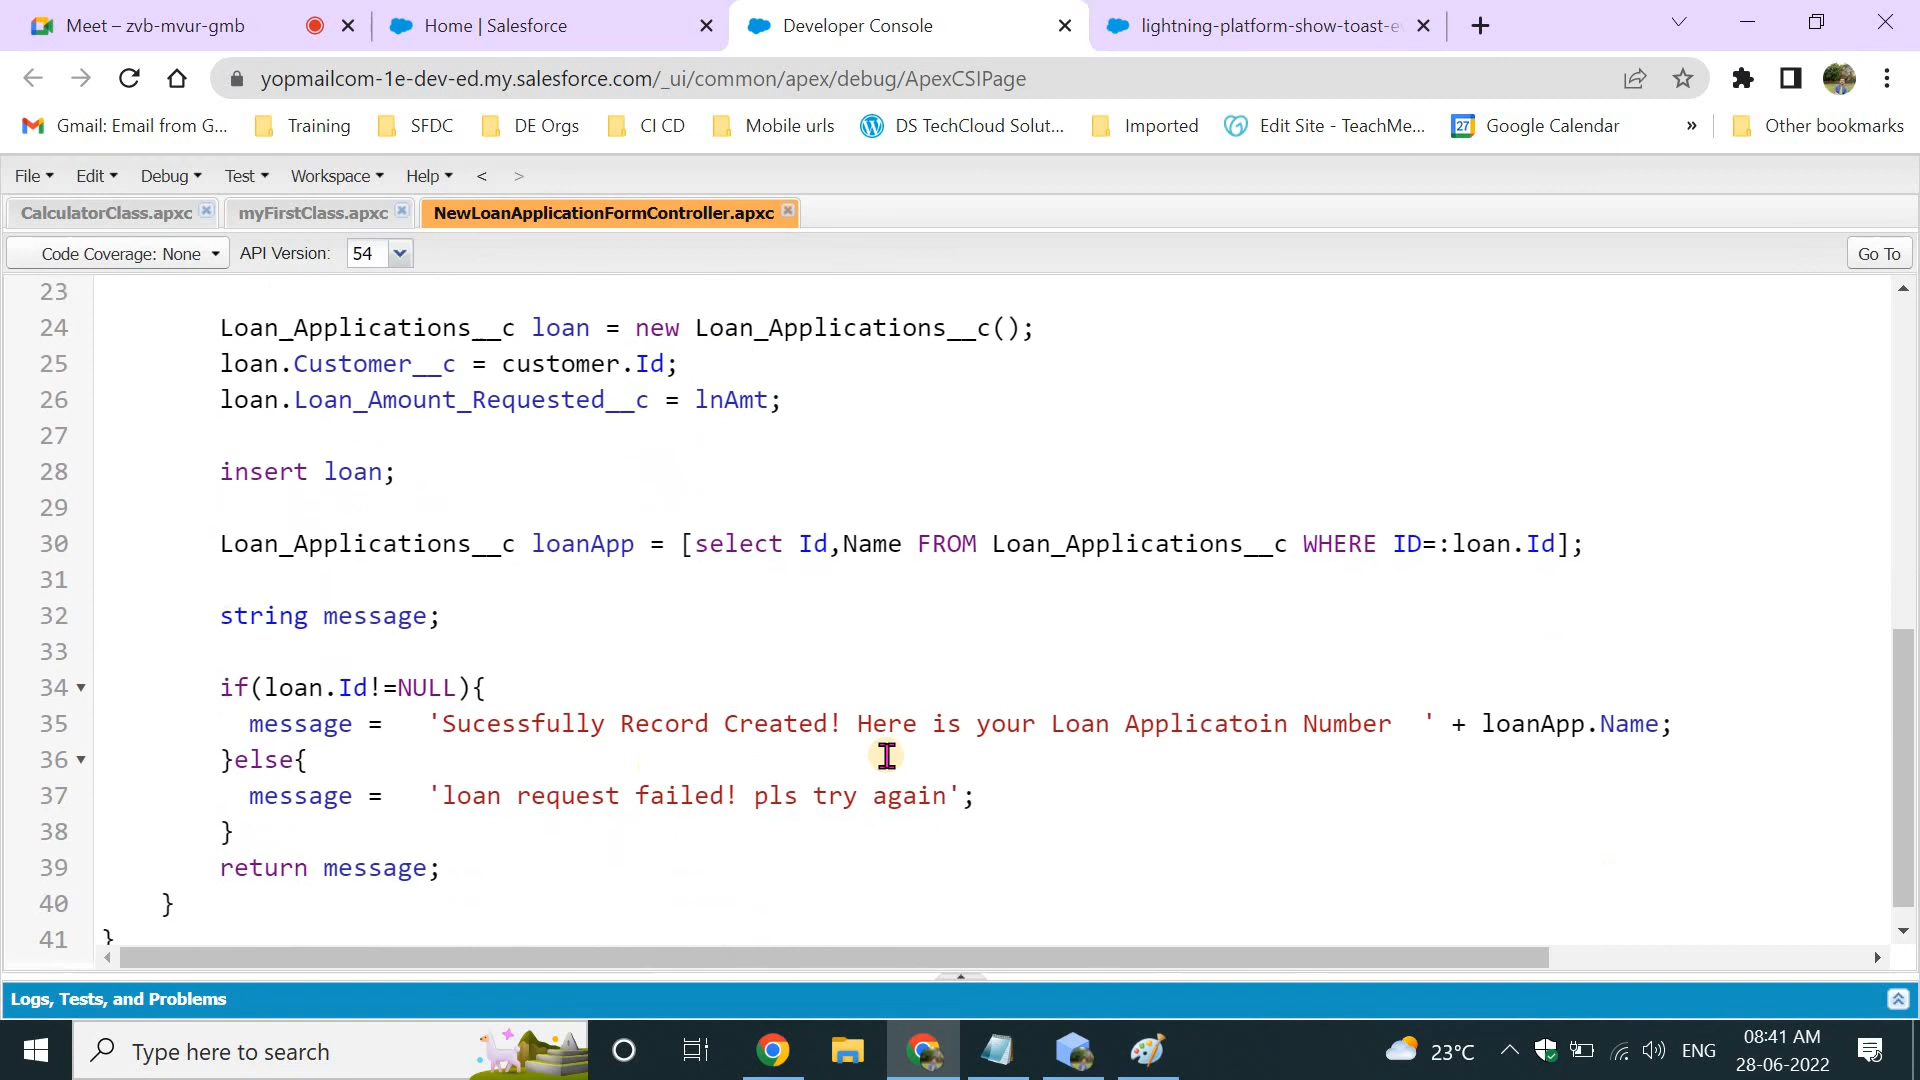 Meet – zvb-mvur-gmb
Home | Salesforce
Developer Console
lightning-platform-show-toast-ev
yopmailcom-1e-dev-ed.my.salesforce.com/_ui/common/apex/debug/ApexCSIPage
Gmail: Email from G...
Training
SFDC
DE Orgs
CI CD
Mobile urls
DS TechCloud Solut...
Imported
Edit Site - TeachMe...
27
Google Calendar
»
Other bookmarks
File
Edit
Debug
Test
Workspace
Help
<
>
CalculatorClass.apxc
myFirstClass.apxc
NewLoanApplicationFormController.apxc
Code Coverage: None
API Version:
54
Go To
23
24 Loan_Applications__c loan = new Loan_Applications__c();
25 loan.Customer__c = customer.Id;
26 loan.Loan_Amount_Requested__c = lnAmt;
27
28 insert loan;
29
30 Loan_Applications__c loanApp = [select Id,Name FROM Loan_Applications__c WHERE ID=:loan.Id];
31
32 string message;
33
34 if(loan.Id!=NULL){
35 message = 'Sucessfully Record Created! Here is your Loan Applicatoin Number ' + loanApp.Name;
36 }else{
37 message = 'loan request failed! pls try again';
38 }
39 return message;
40 }
41 }
Logs, Tests, and Problems
Type here to search
23°C
ENG
08:41 AM
28-06-2022